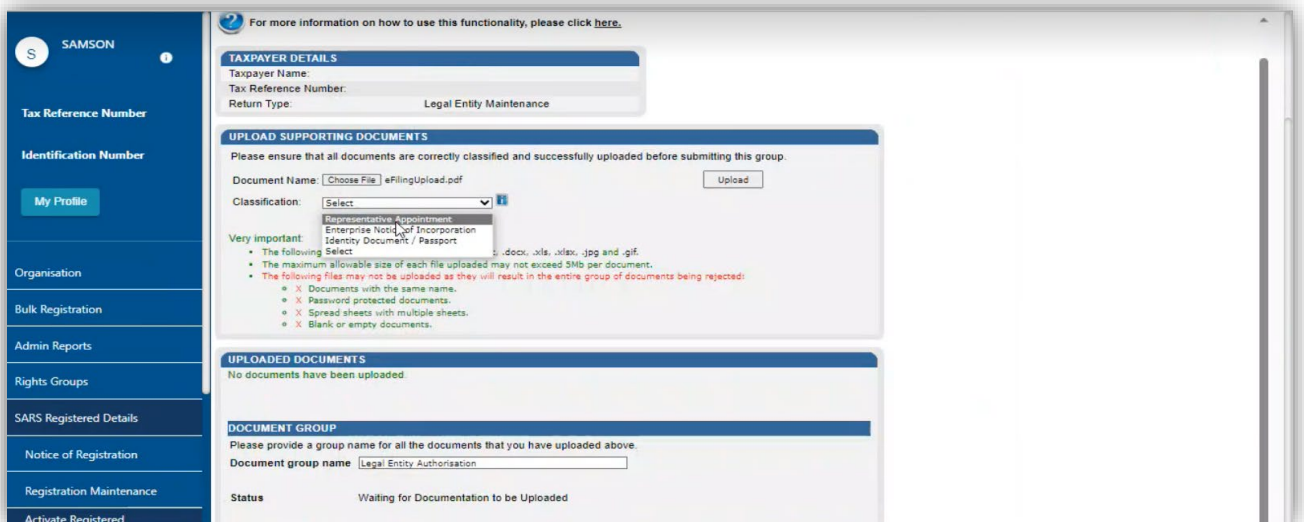 S
SAMSON
Tax Reference Number
Identification Number
My Profile
Organisation
Bulk Registration
Admin Reports
Rights Groups
SARS Registered Details
Notice of Registration
Registration Maintenance
Activate Registered
For more information on how to use this functionality, please click here.
TAXPAYER DETAILS
Taxpayer Name:
Tax Reference Number:
Return Type: Legal Entity Maintenance
UPLOAD SUPPORTING DOCUMENTS
Please ensure that all documents are correctly classified and successfully uploaded before submitting this group.
Document Name: Choose File eFilingUpload.pdf Upload
Classification: Select
Representative Appointment
Enterprise Notice of Incorporation
Identity Document / Passport
Select
Very important:
• The following , .docx, .xls, .xlsx, .jpg and .gif.
• The maximum allowable size of each file uploaded may not exceed 5Mb per document.
• The following files may not be uploaded as they will result in the entire group of documents being rejected:
X Documents with the same name.
X Password protected documents.
X Spread sheets with multiple sheets.
X Blank or empty documents.
UPLOADED DOCUMENTS
No documents have been uploaded
DOCUMENT GROUP
Please provide a group name for all the documents that you have uploaded above.
Document group name Legal Entity Authorisation
Status Waiting for Documentation to be Uploaded